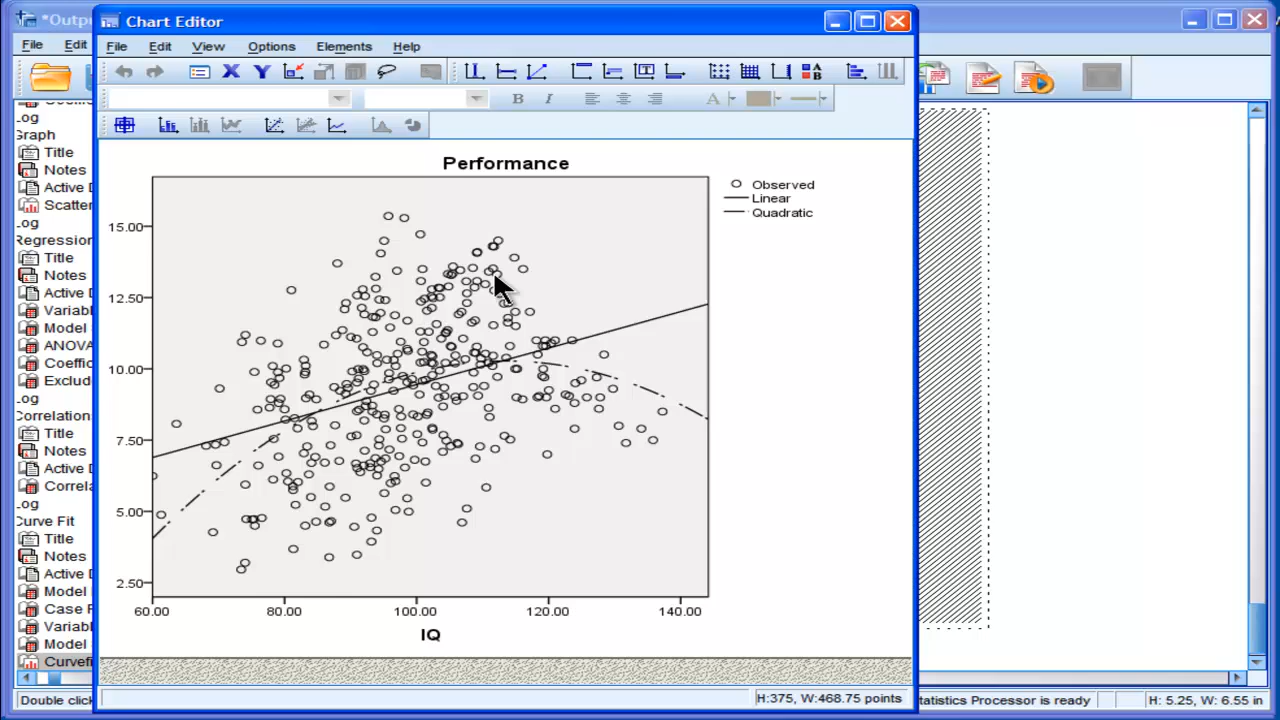 *Outp
Chart Editor
File Edit
File Edit View Options Elements Help
B I
A
Log
Graph
Title
Notes
Active D
Scatter
Log
Regression
Title
Notes
Active D
Variabl
Model
ANOVA
Coeffic
Exclud
Log
Correlations
Title
Notes
Active D
Correla
Log
Curve Fit
Title
Notes
Active D
Model
Case P
Variabl
Model
Curvefi
Performance
Observed
Linear
Quadratic
15.00
12.50
10.00
7.50
5.00
2.50
60.00 80.00 100.00 120.00 140.00
IQ
H:375, W:468.75 points
Double click
tatistics Processor is ready
H: 5.25, W: 6.55 in